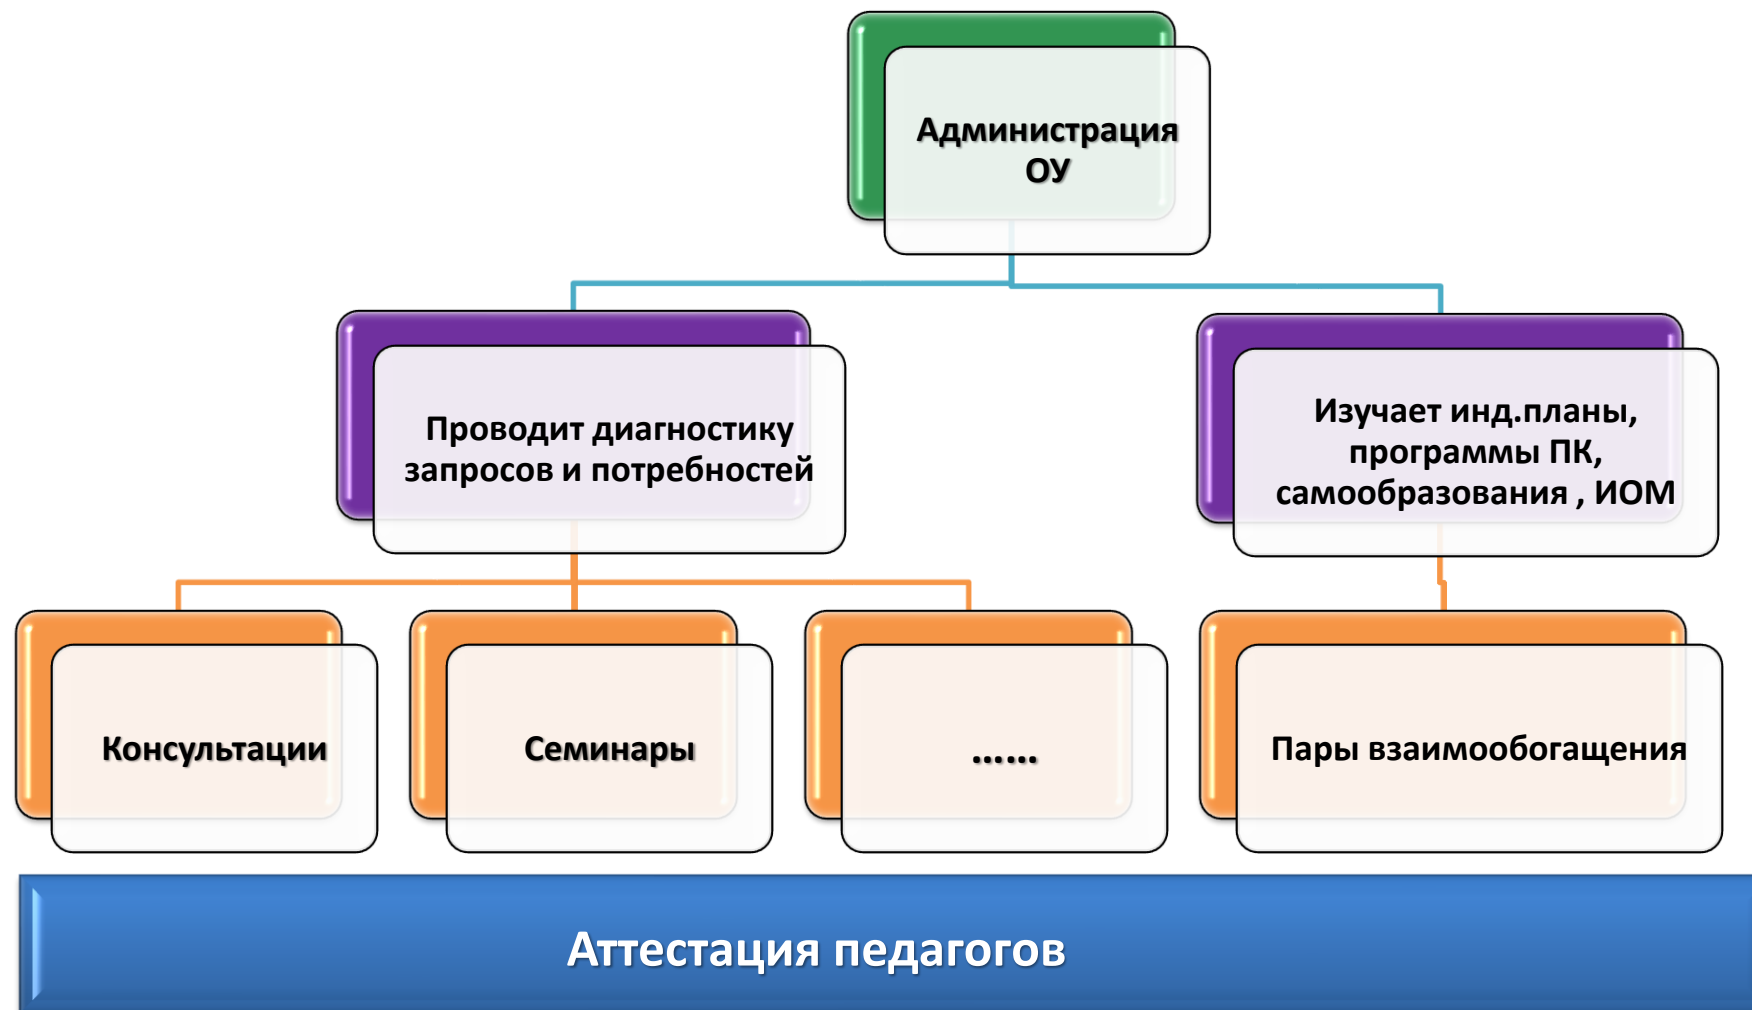 Администрация
ОУ
Проводит диагностику
запросов и потребностей
Изучает инд.планы,
программы ПК,
самообразования , ИОМ
Консультации
Семинары
......
Пары взаимообогащения
Аттестация педагогов